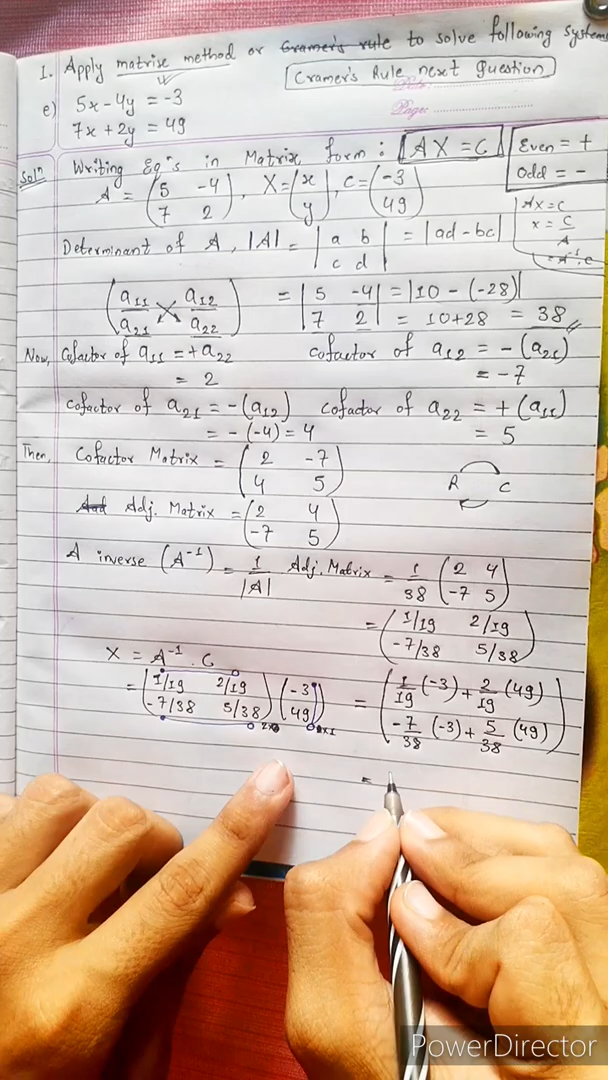 1. Apply matrix method or Cramer's rule to solve following systems
Cramer's Rule next question
Page:
e) 5x - 4y = -3
7x + 2y = 49
Solⁿ Writing Eqⁿs in Matrix form : AX = C
Even = +
Odd = -
A = (5 -4 , X = (x , C = (-3
7 2) y) 49)
AX = C
x = C/A
= A⁻¹.C
Determinant of A, |A| = |a b = |ad - bc|
c d|
(a₁₁ a₁₂ = |5 -4 = |10 - (-28)|
a₂₁ a₂₂) 7 2| = 10+28 = 38
Now, Cofactor of a₁₁ = +a₂₂ cofactor of a₁₂ = -(a₂₁)
= 2 = -7
cofactor of a₂₁ = -(a₁₂) cofactor of a₂₂ = +(a₁₁)
= -(-4) = 4 = 5
Then, Cofactor Matrix = (2 -7
4 5)
R C
Adj. Matrix = (2 4
-7 5)
A inverse (A⁻¹) = 1/|A| Adj. Matrix = 1/38 (2 4
-7 5)
= (1/19 2/19
-7/38 5/38)
X = A⁻¹ . C
= (1/19 2/19 (-3 = (1/19 (-3) + 2/19 (49)
-7/38 5/38) 49) -7/38 (-3) + 5/38 (49))
=
PowerDirector